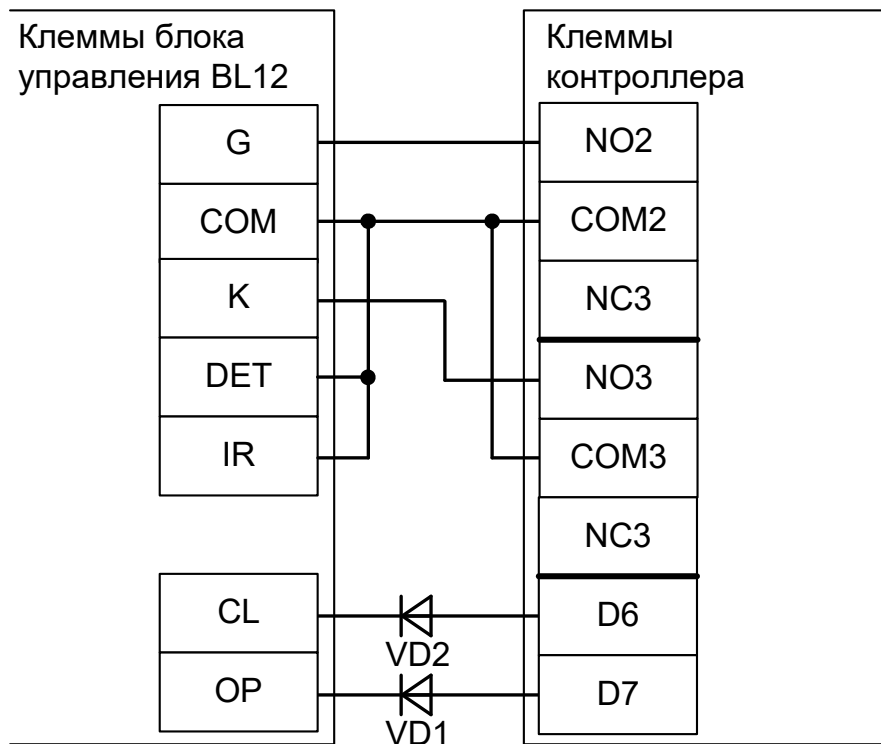 Клеммы блока
управления BL12
G
COM
K
DET
IR
CL
OP
Клеммы
контроллера
NO2
COM2
NC3
NO3
COM3
NC3
D6
D7
VD2
VD1